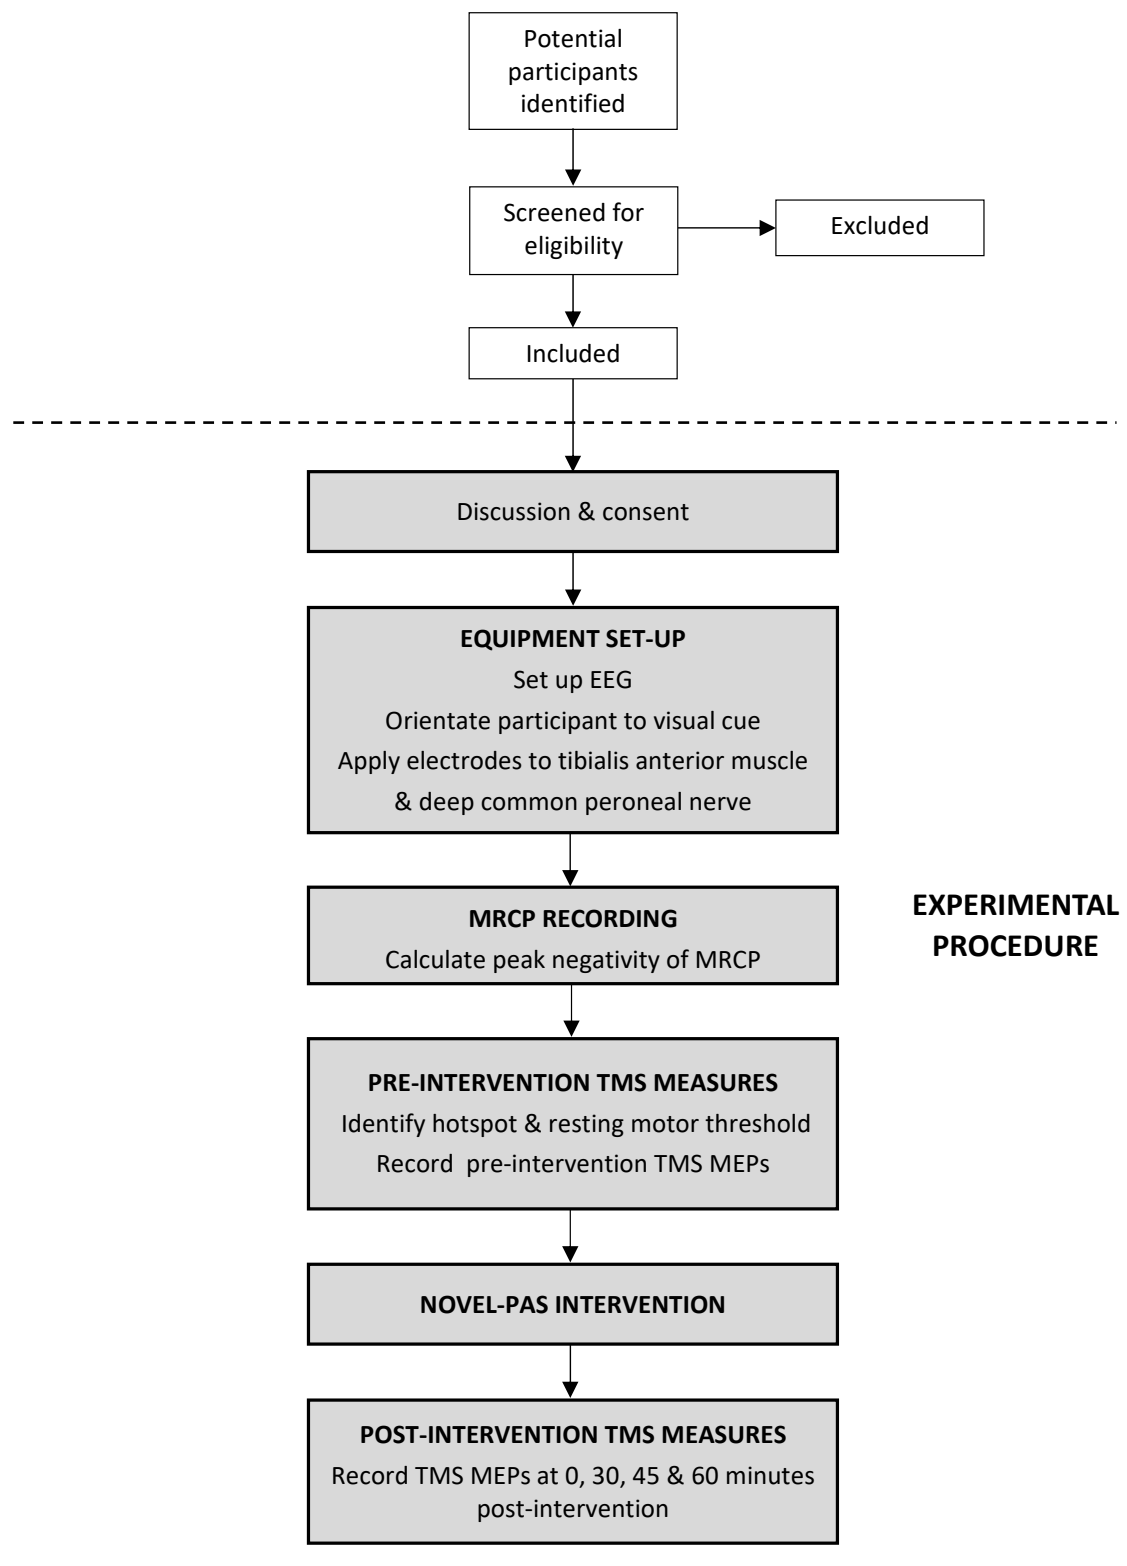 Potential
participants
identified
Screened for
eligibility
Excluded
Included
Discussion & consent
EQUIPMENT SET-UP
Set up EEG
Orientate participant to visual cue
Apply electrodes to tibialis anterior muscle
& deep common peroneal nerve
MRCP RECORDING
Calculate peak negativity of MRCP
EXPERIMENTAL
PROCEDURE
PRE-INTERVENTION TMS MEASURES
Identify hotspot & resting motor threshold
Record  pre-intervention TMS MEPs
NOVEL-PAS INTERVENTION
POST-INTERVENTION TMS MEASURES
Record TMS MEPs at 0, 30, 45 & 60 minutes
post-intervention